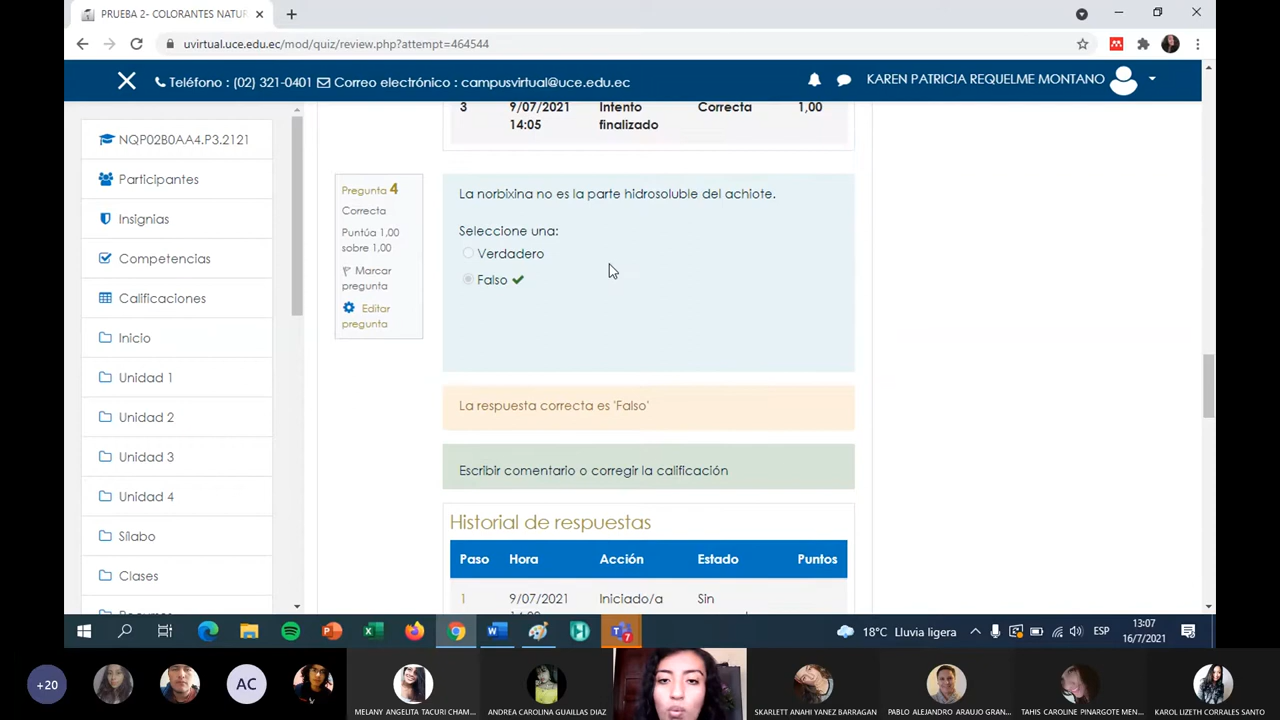 PRUEBA 2- COLORANTES NATUR
uvirtual.uce.edu.ec/mod/quiz/review.php?attempt=464544
Teléfono : (02) 321-0401 Correo electrónico : campusvirtual@uce.edu.ec
KAREN PATRICIA REQUELME MONTANO
NQP02B0AA4.P3.2121
Participantes
Insignias
Competencias
Calificaciones
Inicio
Unidad 1
Unidad 2
Unidad 3
Unidad 4
Sílabo
Clases
3 9/07/2021 Intento Correcta 1,00
14:05 finalizado
Pregunta 4
Correcta
Puntúa 1,00
sobre 1,00
Marcar
pregunta
Editar
pregunta
La norbixina no es la parte hidrosoluble del achiote.
Seleccione una:
Verdadero
Falso
La respuesta correcta es 'Falso'
Escribir comentario o corregir la calificación
Historial de respuestas
Paso Hora Acción Estado Puntos
1 9/07/2021 Iniciado/a Sin
7
18°C Lluvia ligera
ESP
13:07
16/7/2021
+20
AC
MELANY ANGELITA TACURI CHAM...
ANDREA CAROLINA GUAILLAS DIAZ
SKARLETT ANAHI YANEZ BARRAGAN
PABLO ALEJANDRO ARAUJO GRAN...
TAHIS CAROLINE PINARGOTE MEN...
KAROL LIZETH CORRALES SANTO